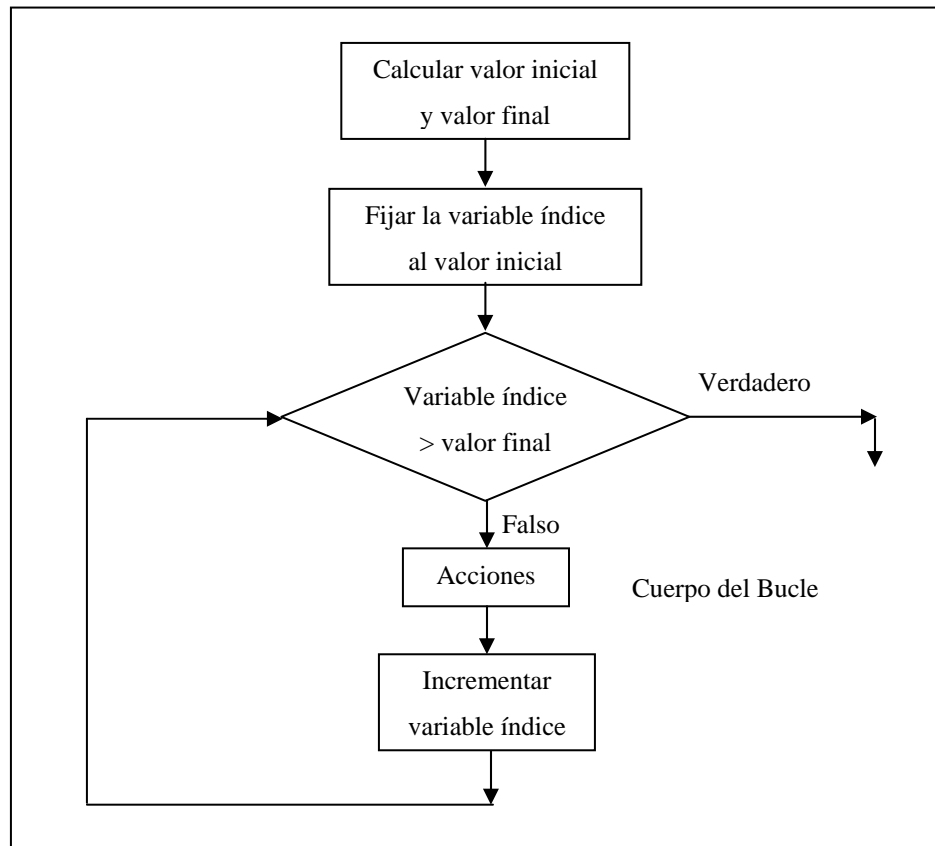 Calcular valor inicial
y valor final
Fijar la variable índice
al valor inicial
Variable índice
> valor final
Verdadero
Falso
Acciones
Cuerpo del Bucle
Incrementar
variable índice